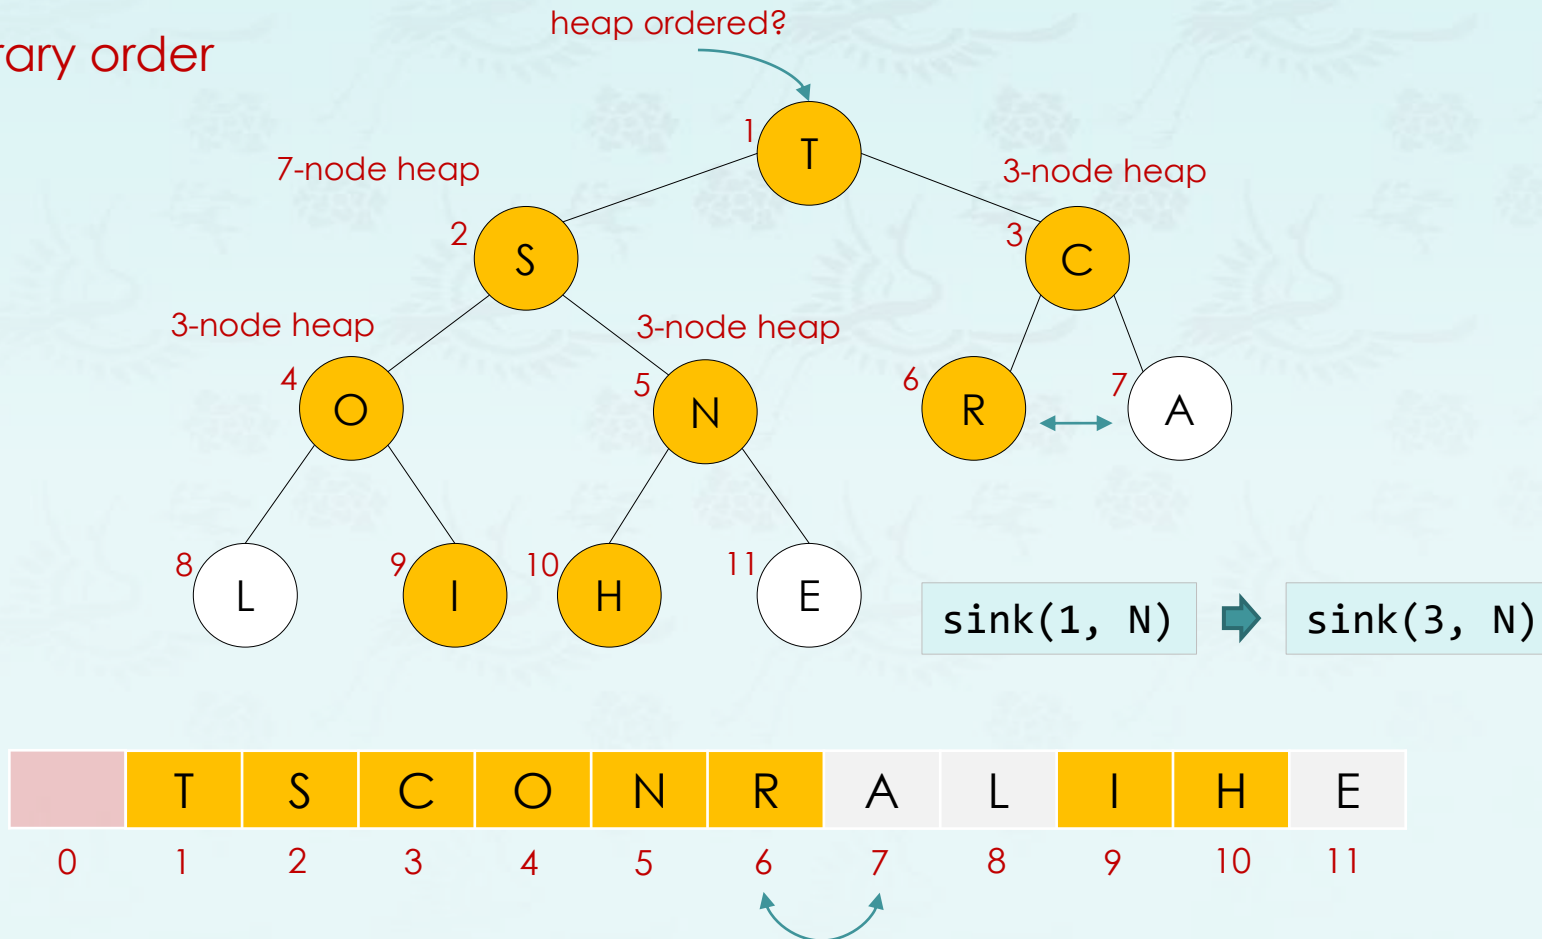 heap ordered?
rary order
1
T
7-node heap
3-node heap
2
S
3
C
3-node heap
3-node heap
4
O
5
N
6
R
7
A
8
L
9
I
10
H
11
E
sink(1, N)
sink(3, N)
T S C O N R A L I H E
0 1 2 3 4 5 6 7 8 9 10 11